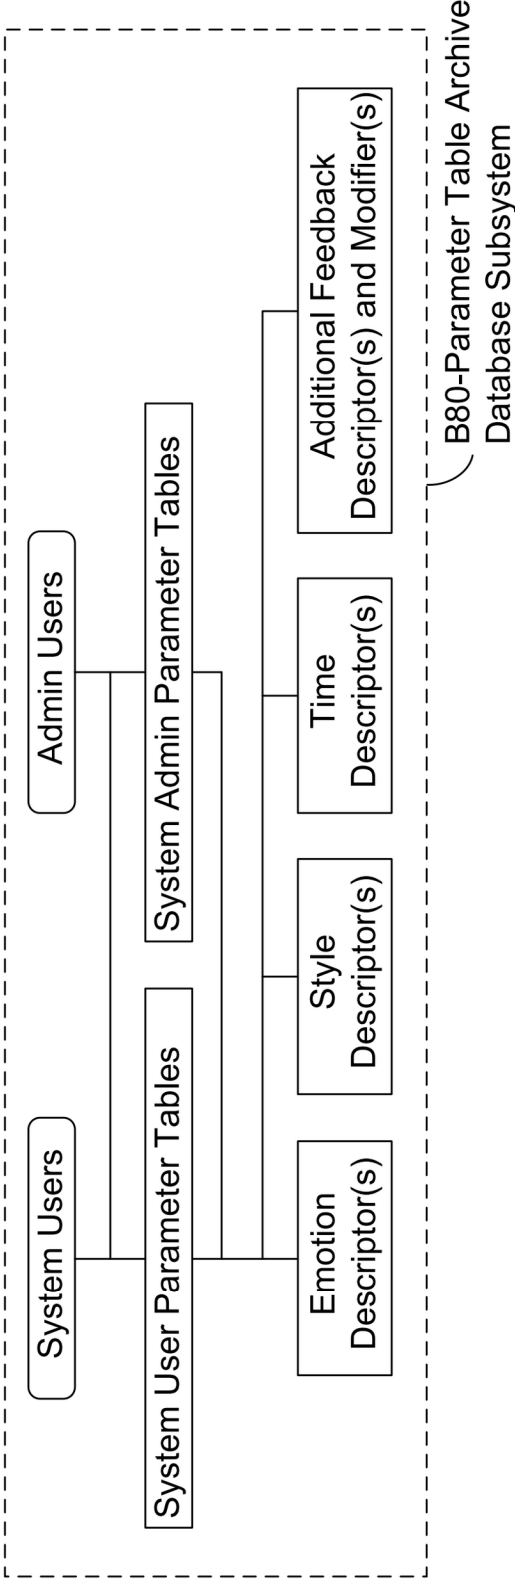 System Users
Admin Users
System User Parameter Tables
System Admin Parameter Tables
Emotion
Descriptor(s)
Style
Descriptor(s)
Time
Descriptor(s)
Additional Feedback
Descriptor(s) and Modifier(s)
B80-Parameter Table Archive
Database Subsystem